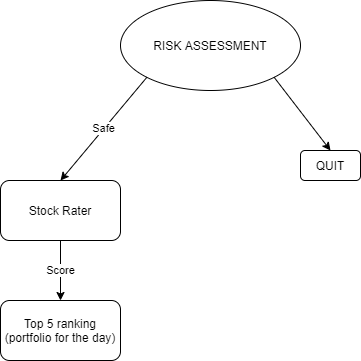 RISK ASSESSMENT
Safe
QUIT
Stock Rater
Score
Top 5 ranking
(portfolio for the day)